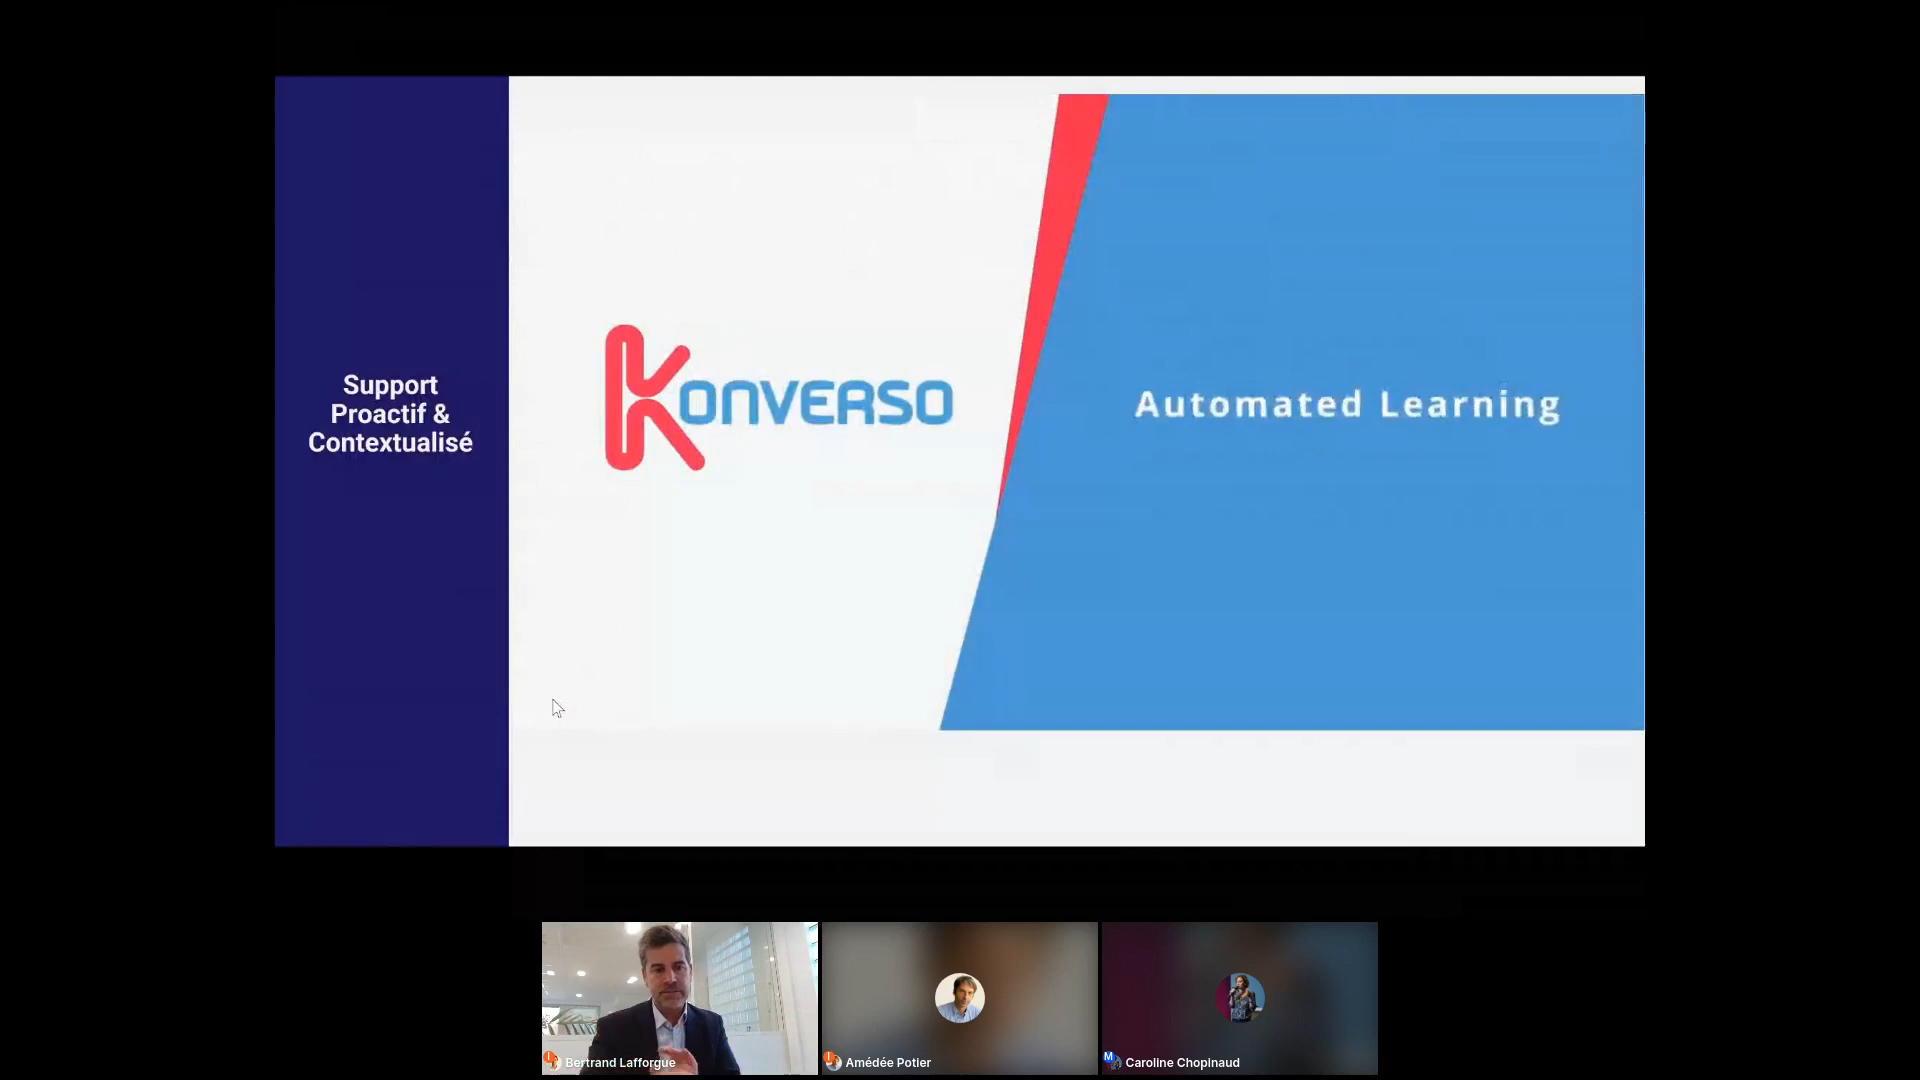 Support
Proactif &
Contextualisé
KONVERSO
Automated Learning
Bertrand Lafforgue
Amédée Potier
M
Caroline Chopinaud